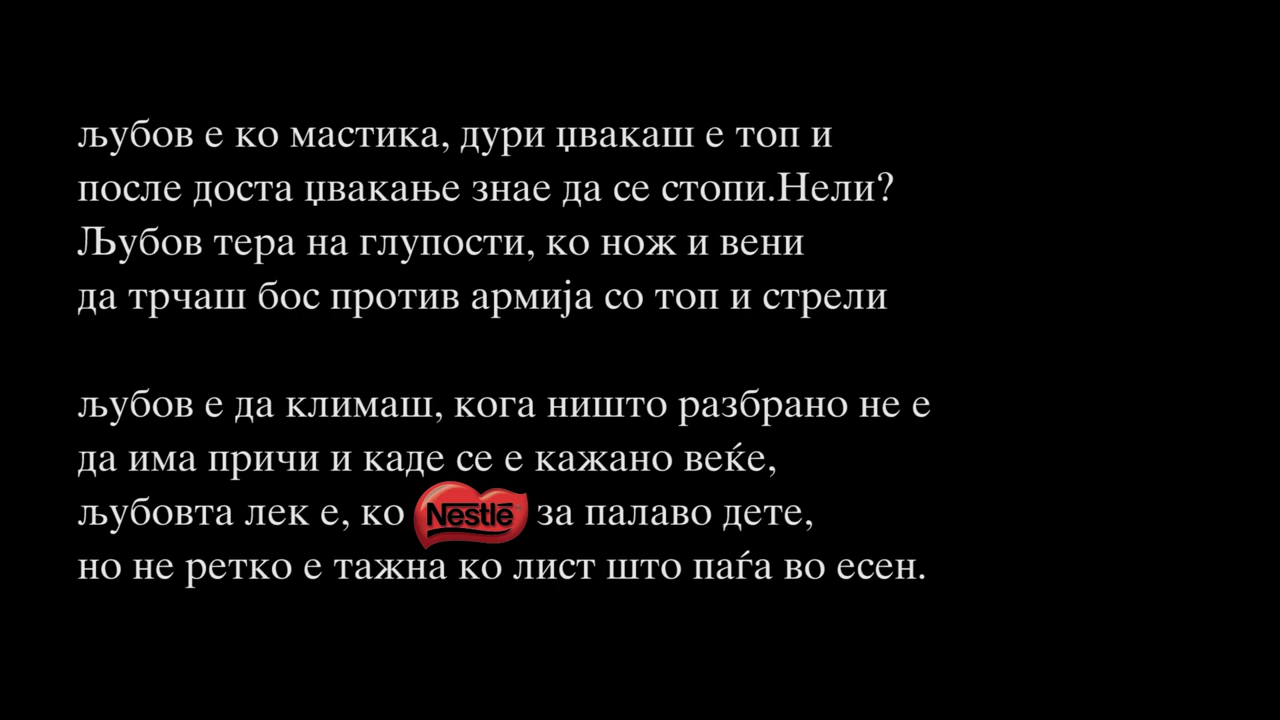 љубов е ко мастика, дури џвакаш е топ и
после доста џвакање знае да се стопи.Нели?
Љубов тера на глупости, ко нож и вени
да трчаш бос против армија со топ и стрели
љубов е да климаш, кога ништо разбрано не е
да има причи и каде се е кажано веќе,
љубовта лек е, ко Nestlé за палаво дете,
но не ретко е тажна ко лист што паѓа во есен.